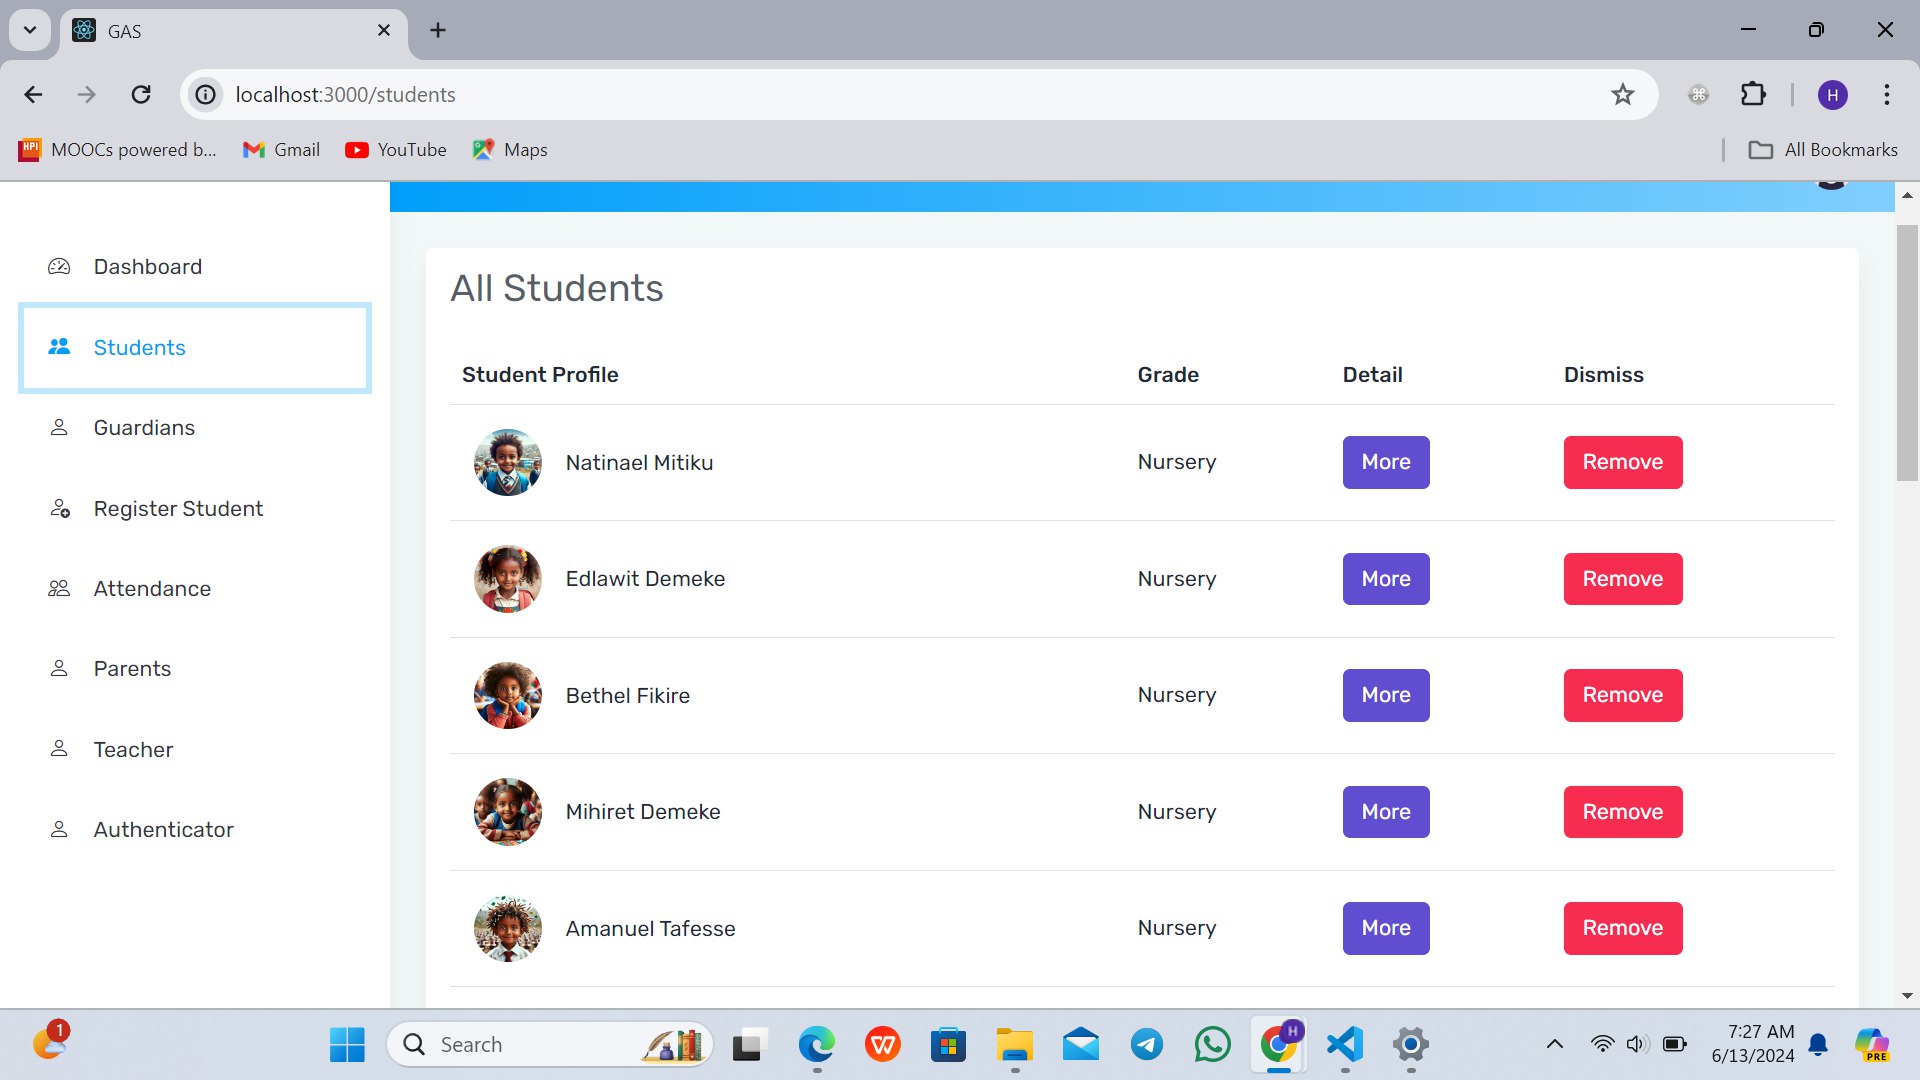 GAS
localhost:3000/students
H
HPI
MOOCs powered b...
Gmail
YouTube
Maps
All Bookmarks
Dashboard
Students
Guardians
Register Student
Attendance
Parents
Teacher
Authenticator
All Students
Student Profile Grade Detail Dismiss
Natinael Mitiku Nursery More Remove
Edlawit Demeke Nursery More Remove
Bethel Fikire Nursery More Remove
Mihiret Demeke Nursery More Remove
Amanuel Tafesse Nursery More Remove
1
Search
W
H
7:27 AM
6/13/2024
PRE